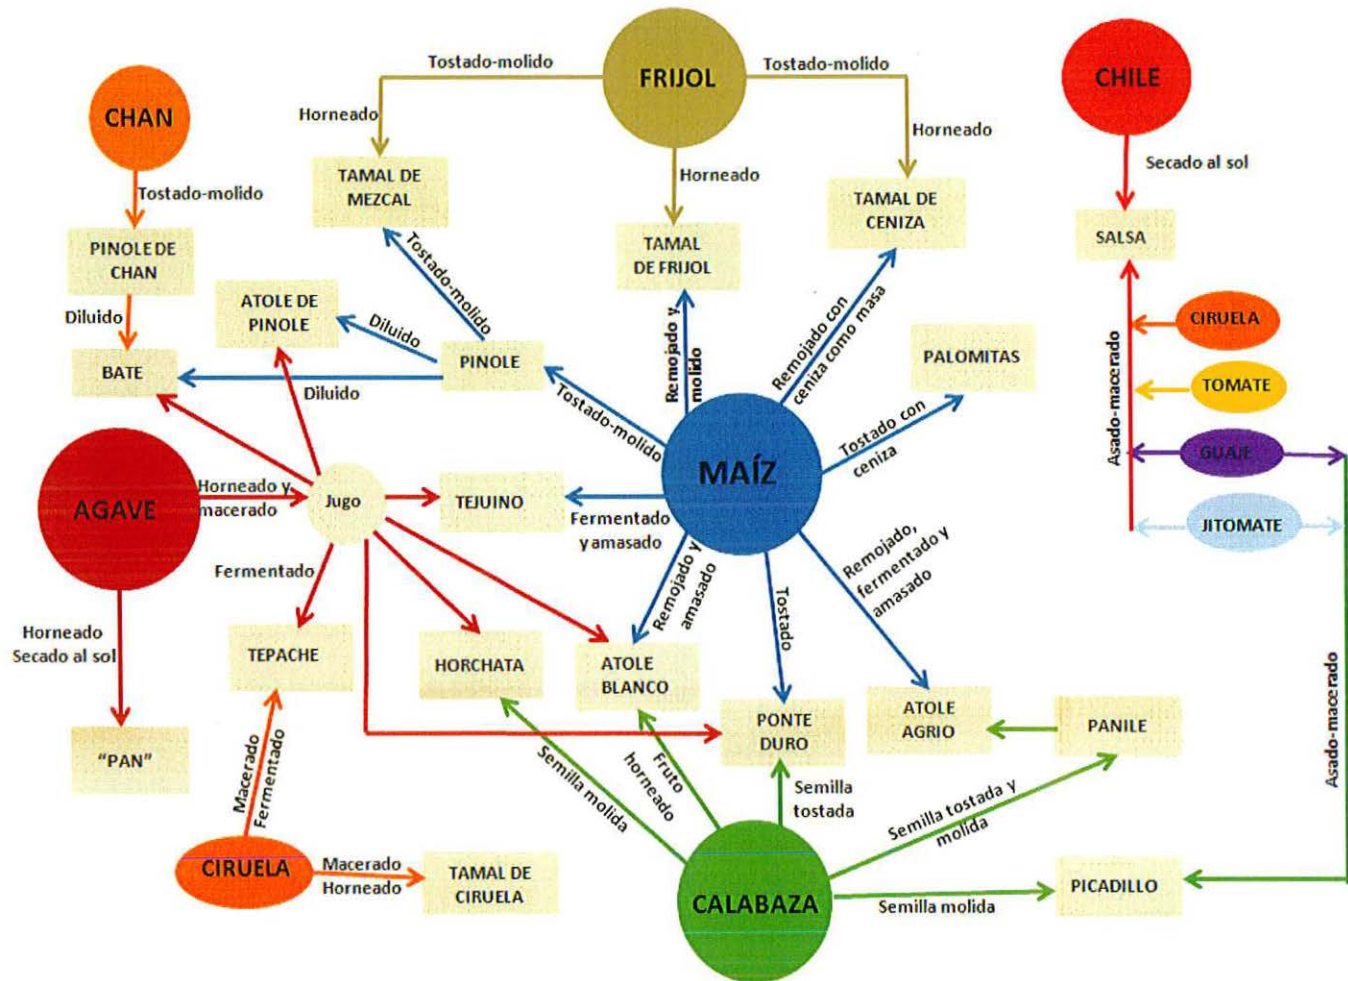 FRIJOL
CHILE
CHAN
Tostado-molido
Tostado-molido
Horneado
Horneado
Horneado
Secado al sol
Tostado-molido
TAMAL DE
MEZCAL
TAMAL DE
CENIZA
PINOLE DE
CHAN
TAMAL
DE FRIJOL
SALSA
Tostado-molido
Diluido
ATOLE DE
PINOLE
Diluido
PINOLE
Remojado y
molido
Remojado con
ceniza como masa
PALOMITAS
CIRUELA
BATE
Diluido
TOMATE
Tostado-molido
Tostado con
ceniza
Asado-macerado
GUAJE
AGAVE
Horneado y
macerado
Jugo
TEJUINO
MAÍZ
Fermentado
y amasado
JITOMATE
Fermentado
Remojado y
amasado
Tostado
Remojado,
fermentado y
amasado
Horneado
Secado al sol
TEPACHE
HORCHATA
ATOLE
BLANCO
PONTE
DURO
ATOLE
AGRIO
PANILE
Asado-macerado
"PAN"
Macerado
Fermentado
Semilla molida
Fruto
horneado
Semilla
tostada
Semilla tostada y
molida
CIRUELA
Macerado
Horneado
TAMAL DE
CIRUELA
CALABAZA
Semilla molida
PICADILLO